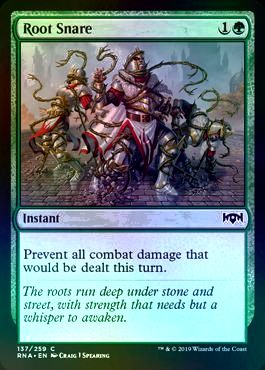 Root Snare 1
Instant
Prevent all combat damage that
would be dealt this turn.
The roots run deep under stone and
street, with strength that needs but a
whisper to awaken.
137/259 C
RNA • EN Craig J Spearing
™ & © 2019 Wizards of the Coast